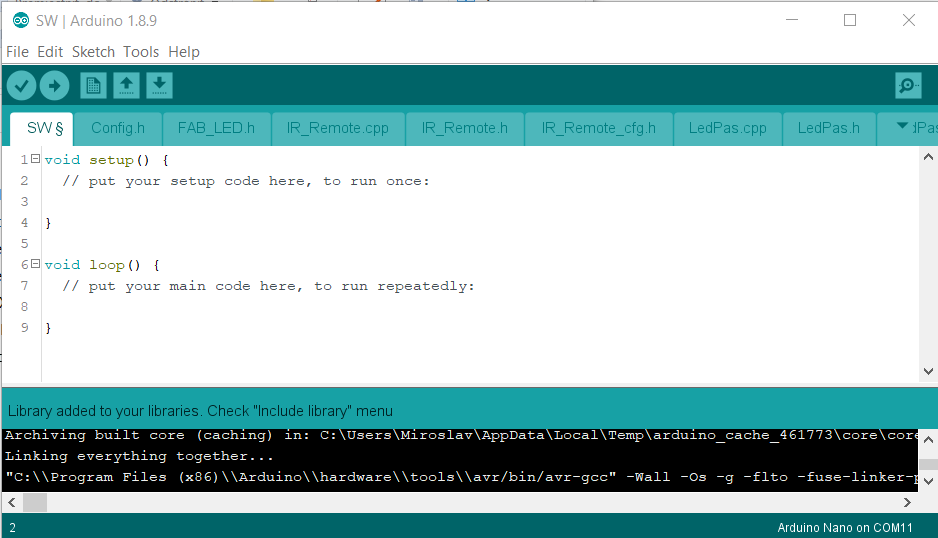 SW | Arduino 1.8.9
File Edit Sketch Tools Help
SW § Config.h FAB_LED.h IR_Remote.cpp IR_Remote.h IR_Remote_cfg.h LedPas.cpp LedPas.h
1 void setup() {
2 // put your setup code here, to run once:
3
4 }
5
6 void loop() {
7 // put your main code here, to run repeatedly:
8
9 }
Library added to your libraries. Check "Include library" menu
Archiving built core (caching) in: C:\Users\Miroslav\AppData\Local\Temp\arduino_cache_461773\core\core
Linking everything together...
"C:\\Program Files (x86)\\Arduino\\hardware\\tools\\avr/bin/avr-gcc" -Wall -Os -g -flto -fuse-linker-p
2 Arduino Nano on COM11